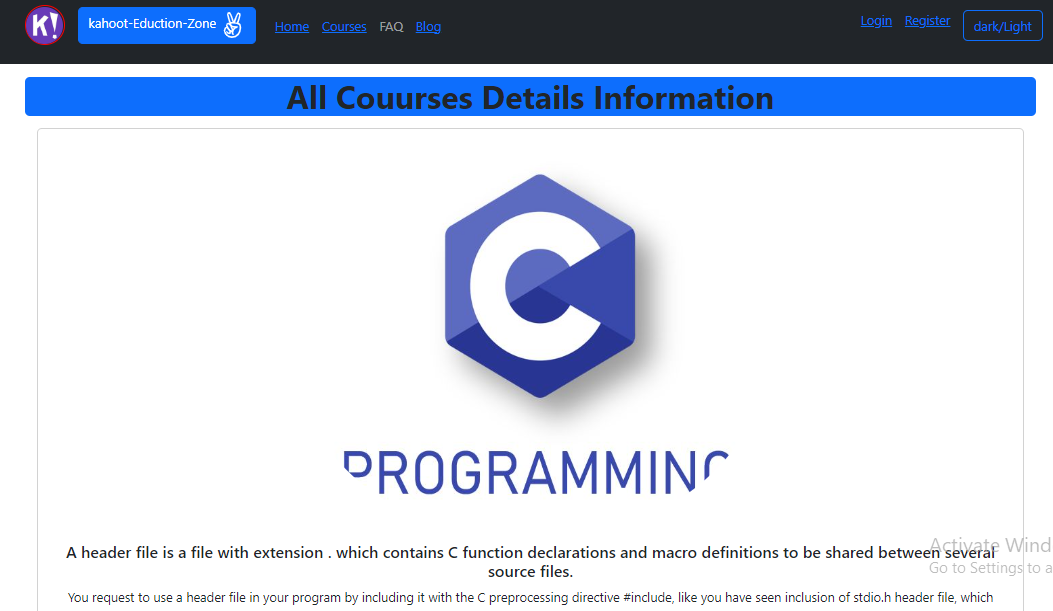 K!
kahoot-Eduction-Zone
Home Courses FAQ Blog
Login Register dark/Light
All Couurses Details Information
C
PROGRAMMING
A header file is a file with extension . which contains C function declarations and macro definitions to be shared between several
source files.
You request to use a header file in your program by including it with the C preprocessing directive #include, like you have seen inclusion of stdio.h header file, which
Activate Wind
Go to Settings to a